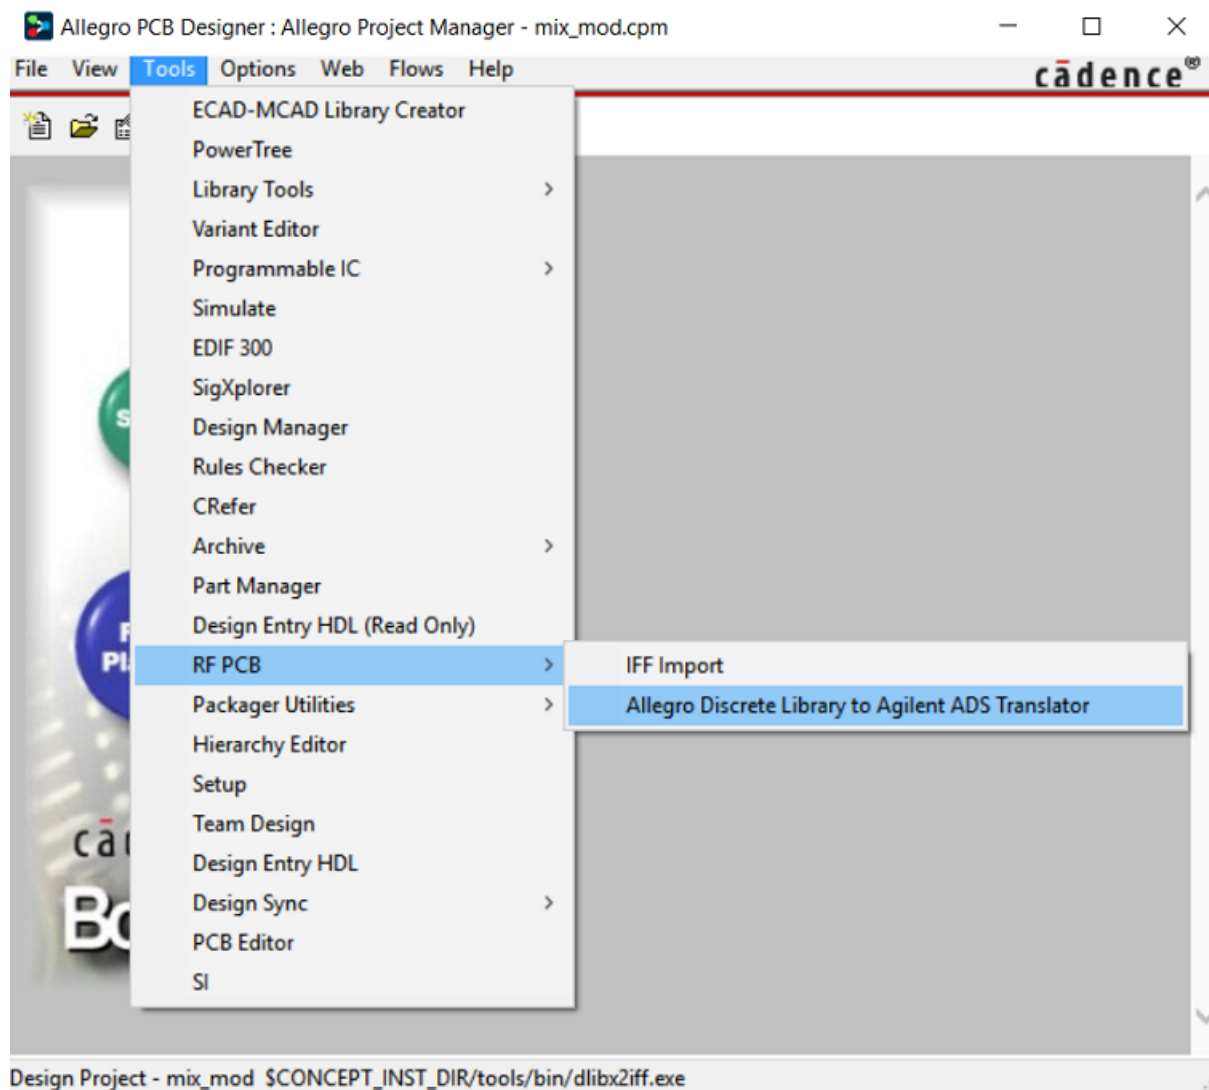 Allegro PCB Designer : Allegro Project Manager - mix_mod.cpm
File View Tools Options Web Flows Help
cādence®
ECAD-MCAD Library Creator
PowerTree
Library Tools
Variant Editor
Programmable IC
Simulate
EDIF 300
SigXplorer
Design Manager
Rules Checker
CRefer
Archive
Part Manager
Design Entry HDL (Read Only)
RF PCB
IFF Import
Packager Utilities
Allegro Discrete Library to Agilent ADS Translator
Hierarchy Editor
Setup
Team Design
Design Entry HDL
Design Sync
PCB Editor
SI
Design Project - mix_mod $CONCEPT_INST_DIR/tools/bin/dlibx2iff.exe